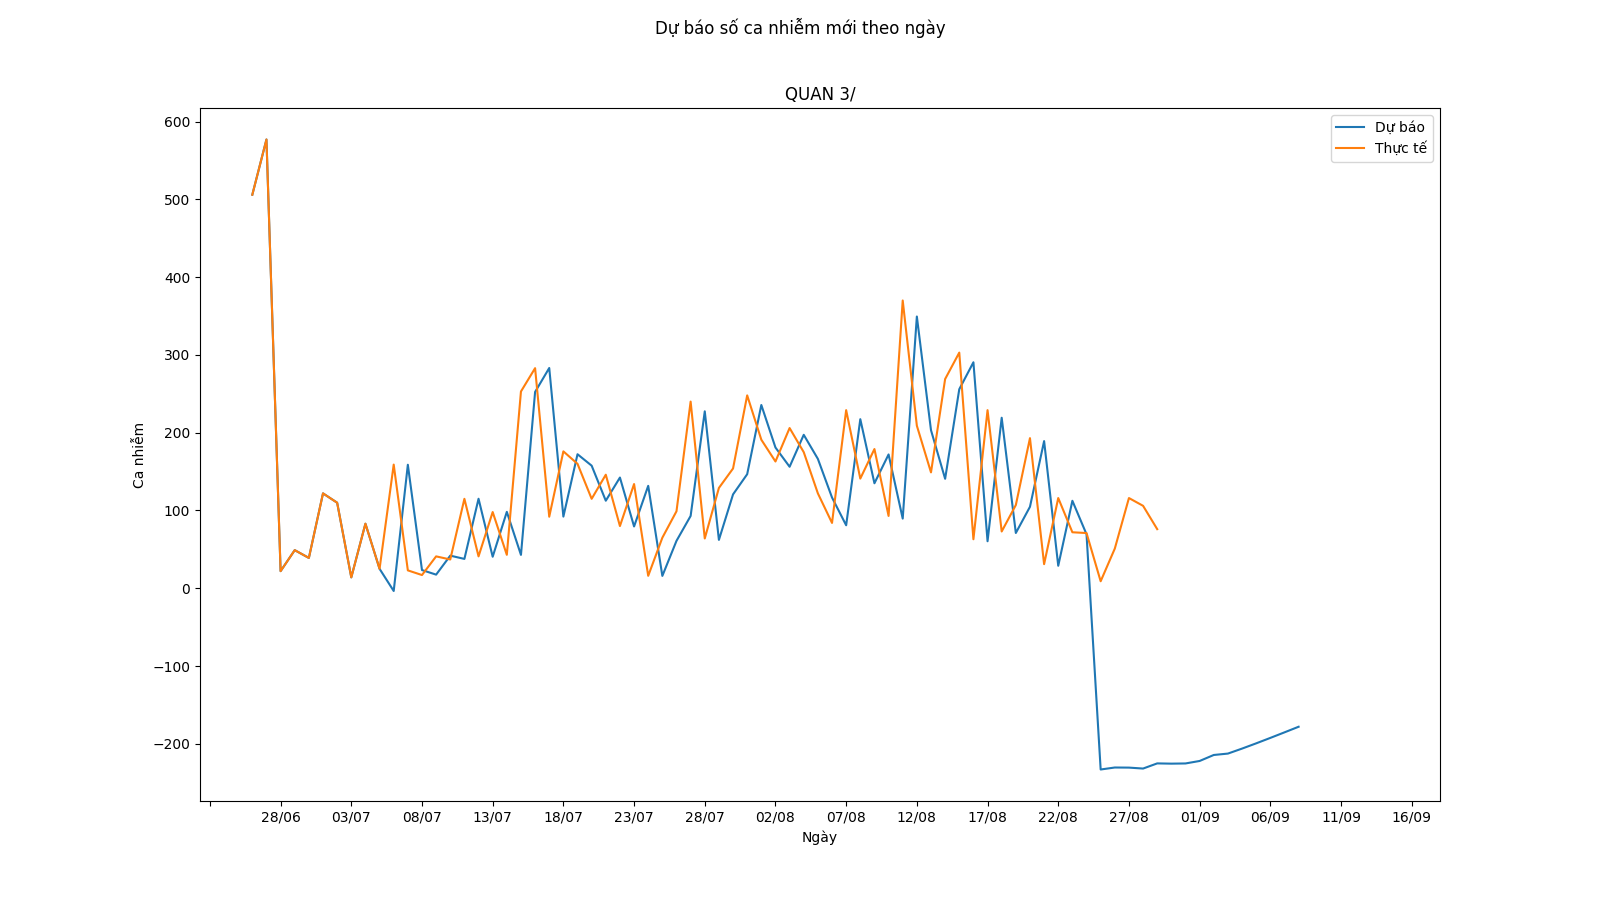 Dự báo số ca nhiễm mới theo ngày
QUAN 3/
Dự báo
Thực tế
600
500
400
300
200
100
0
−100
−200
Ca nhiễm
28/06 03/07 08/07 13/07 18/07 23/07 28/07 02/08 07/08 12/08 17/08 22/08 27/08 01/09 06/09 11/09 16/09
Ngày